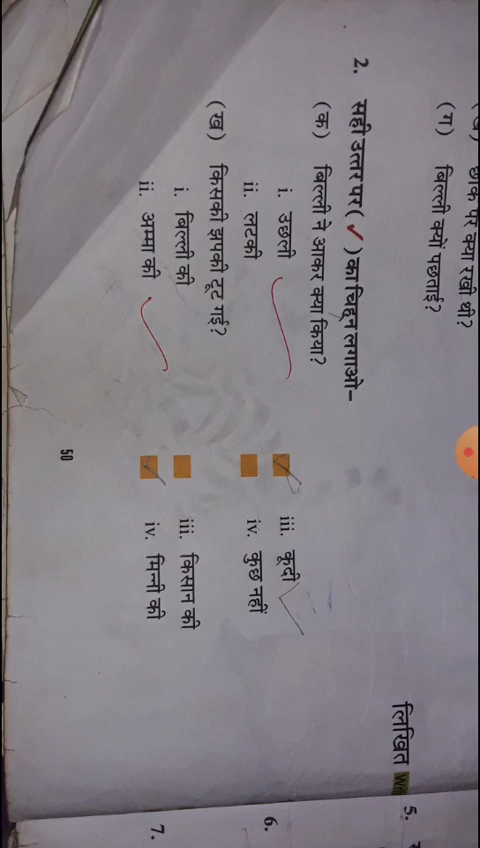 छींके पर क्या रखी थी?
(ग) बिल्ली क्यों पछताई?
2. सही उत्तर पर ( ✓ ) का चिह्न लगाओ–
(क) बिल्ली ने आकर क्या किया?
i. उछली iii. कूदी
ii. लटकी iv. कुछ नहीं
(ख) किसकी झपकी टूट गई?
i. बिल्ली की iii. किसान की
ii. अम्मा की iv. मिन्नी की
50
लिखित
5.
6.
7.